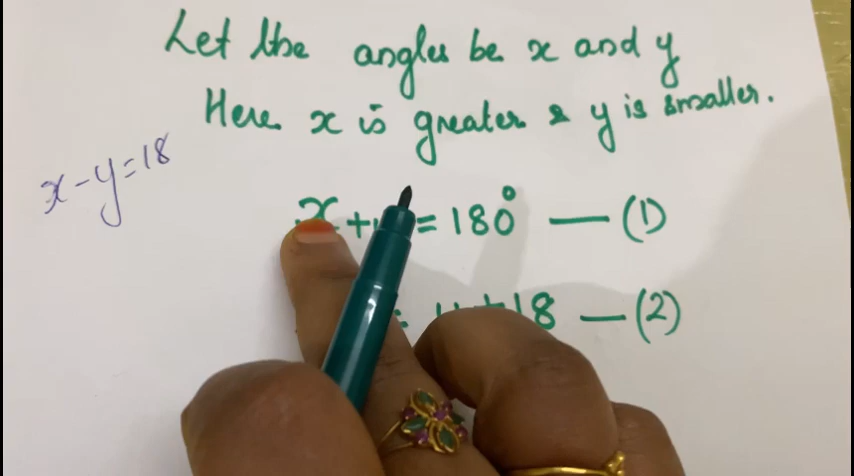 Let the angles be x and y
Here x is greater & y is smaller.
x-y=18
x + = 180° — (1)
= y + 18 — (2)